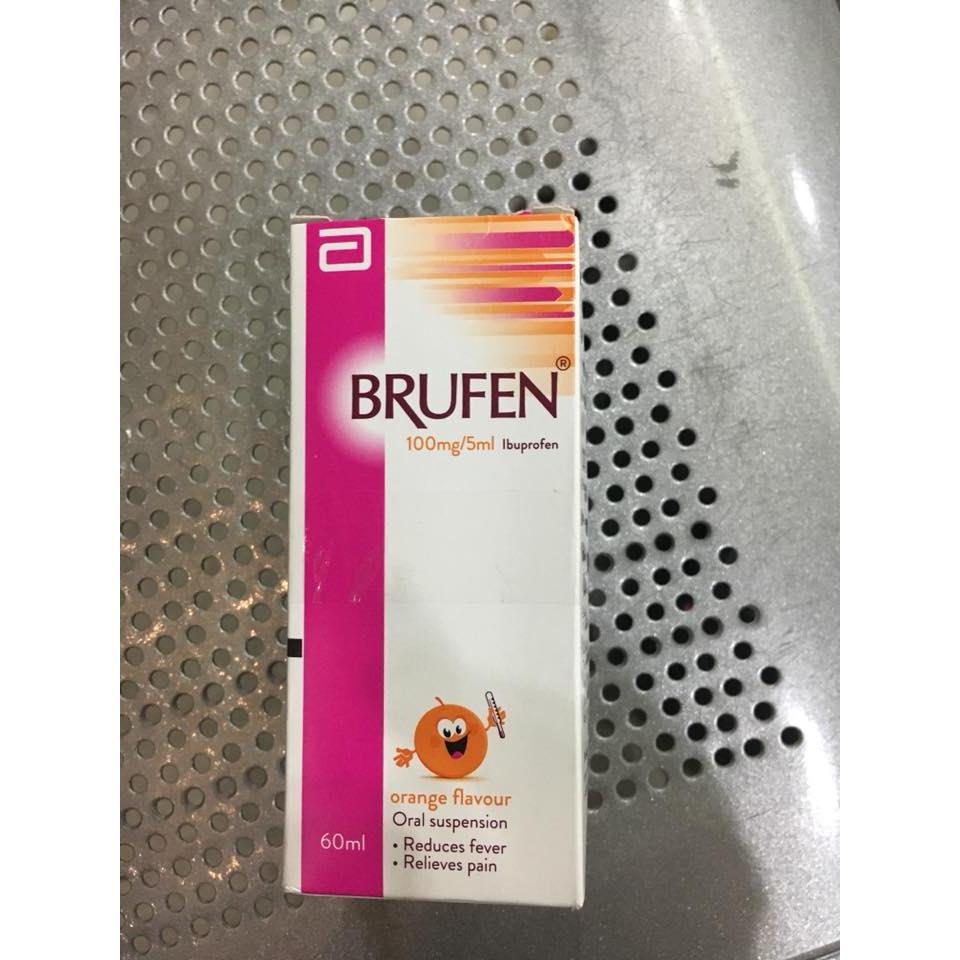 BRUFEN®
100mg/5ml Ibuprofen
orange flavour
Oral suspension
60ml
• Reduces fever
• Relieves pain